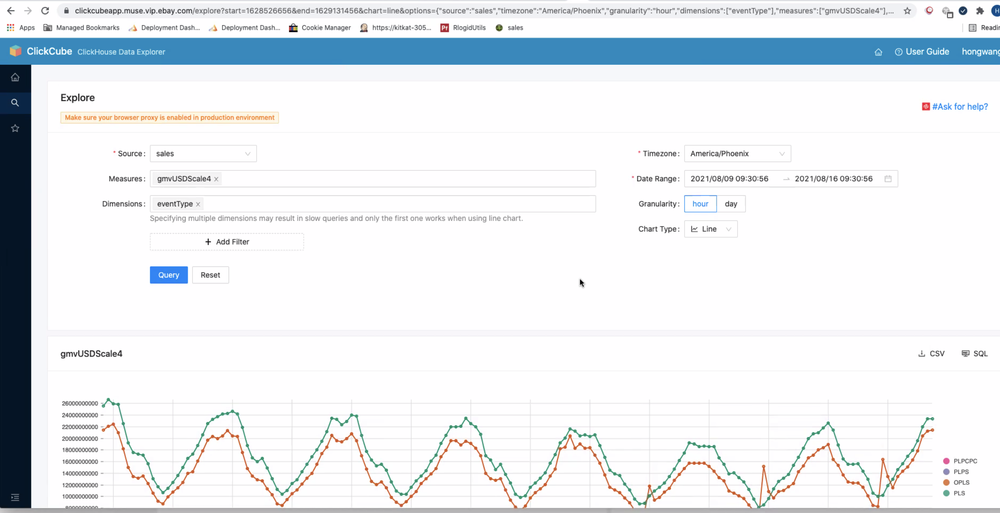 clickcubeapp.muse.vip.ebay.com/explore?start=1628526656&end=1629131456&chart=line&options={"source":"sales","timezone":"America/Phoenix","granularity":"hour","dimensions":["eventType"],"measures":["gmvUSDScale4"],...
H
Apps
Managed Bookmarks
Deployment Dash...
Deployment Dash...
Cookie Manager
https://kitkat-305...
Pf RlogidUtils
sales
Readin
ClickCube ClickHouse Data Explorer
User Guide
hongwang
Explore
Make sure your browser proxy is enabled in production environment
#Ask for help?
* Source: sales
* Timezone: America/Phoenix
Measures: gmvUSDScale4 ×
* Date Range: 2021/08/09 09:30:56 → 2021/08/16 09:30:56
Dimensions: eventType ×
Granularity: hour day
Specifying multiple dimensions may result in slow queries and only the first one works when using line chart.
Chart Type: Line
+ Add Filter
Query Reset
gmvUSDScale4
CSV
SQL
26000000000
24000000000
22000000000
20000000000
18000000000
16000000000
14000000000
12000000000
10000000000
8000000000
PLPCPC
PLPS
OPLS
PLS